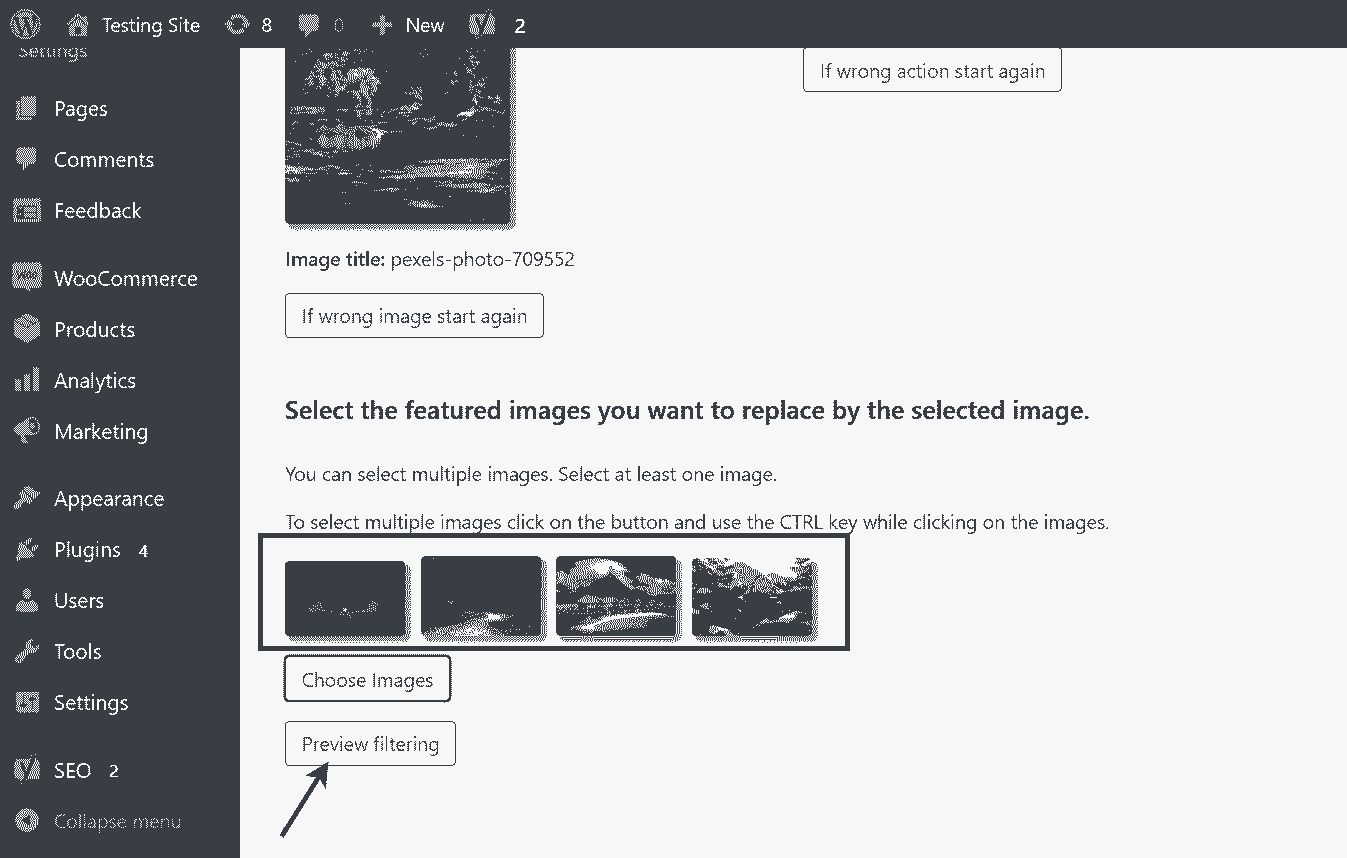 Testing Site 8 0 New 2
Settings
Pages
Comments
Feedback
WooCommerce
Products
Analytics
Marketing
Appearance
Plugins 4
Users
Tools
Settings
SEO 2
Collapse menu
If wrong action start again
Image title: pexels-photo-709552
If wrong image start again
Select the featured images you want to replace by the selected image.
You can select multiple images. Select at least one image.
To select multiple images click on the button and use the CTRL key while clicking on the images.
Choose Images
Preview filtering